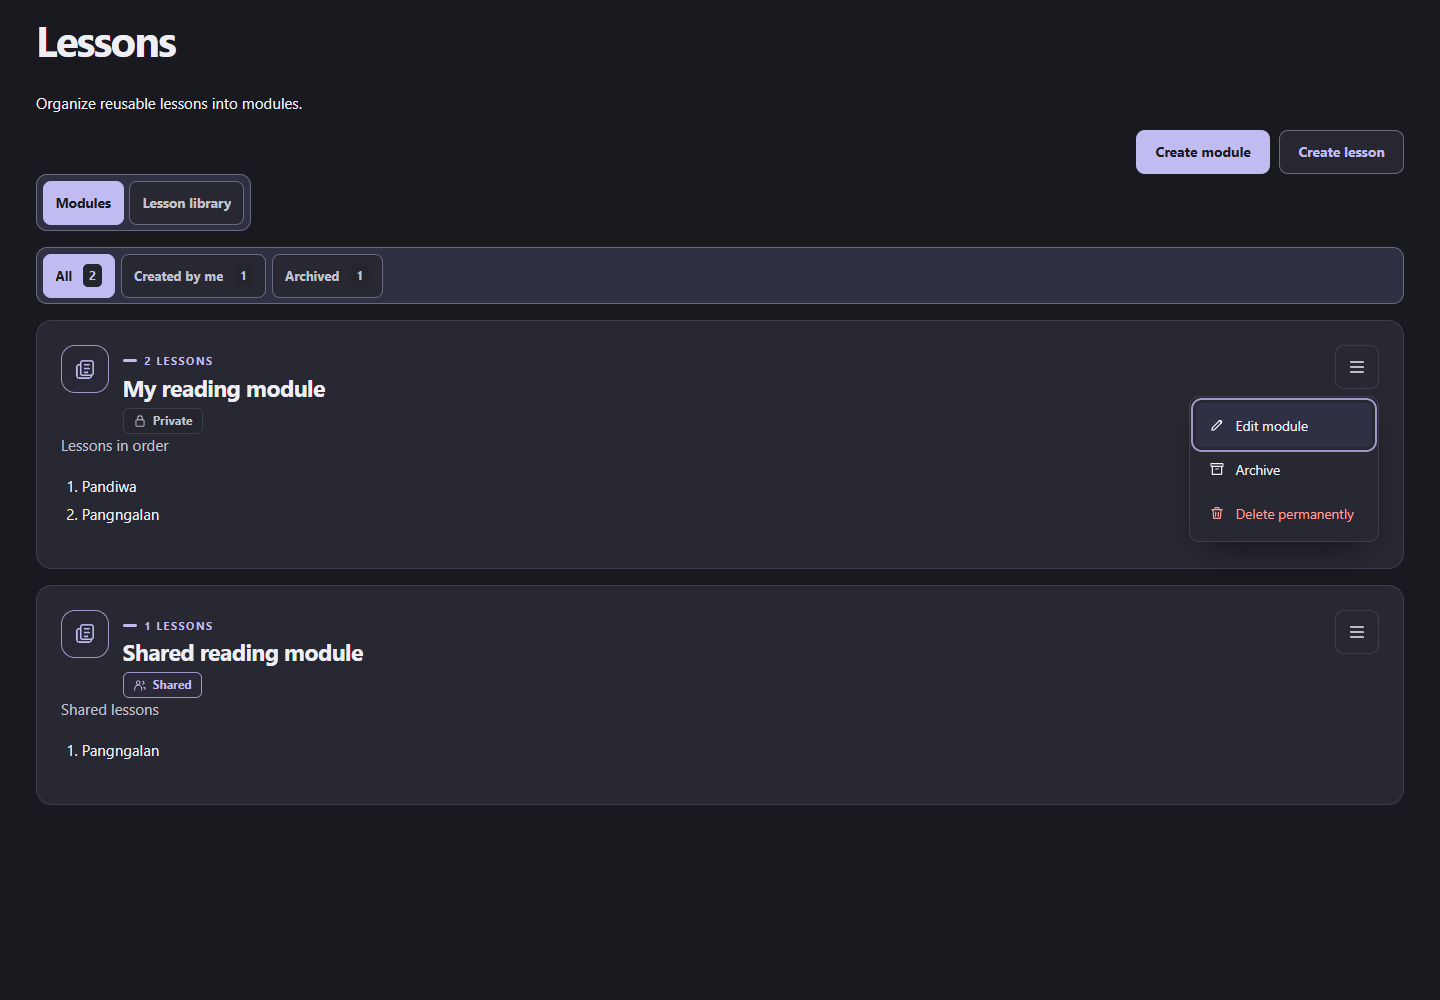 Lessons
Organize reusable lessons into modules.
Create module
Create lesson
Modules
Lesson library
All 2
Created by me 1
Archived 1
2 LESSONS
My reading module
Private
Lessons in order
1. Pandiwa
2. Pangngalan
Edit module
Archive
Delete permanently
1 LESSONS
Shared reading module
Shared
Shared lessons
1. Pangngalan